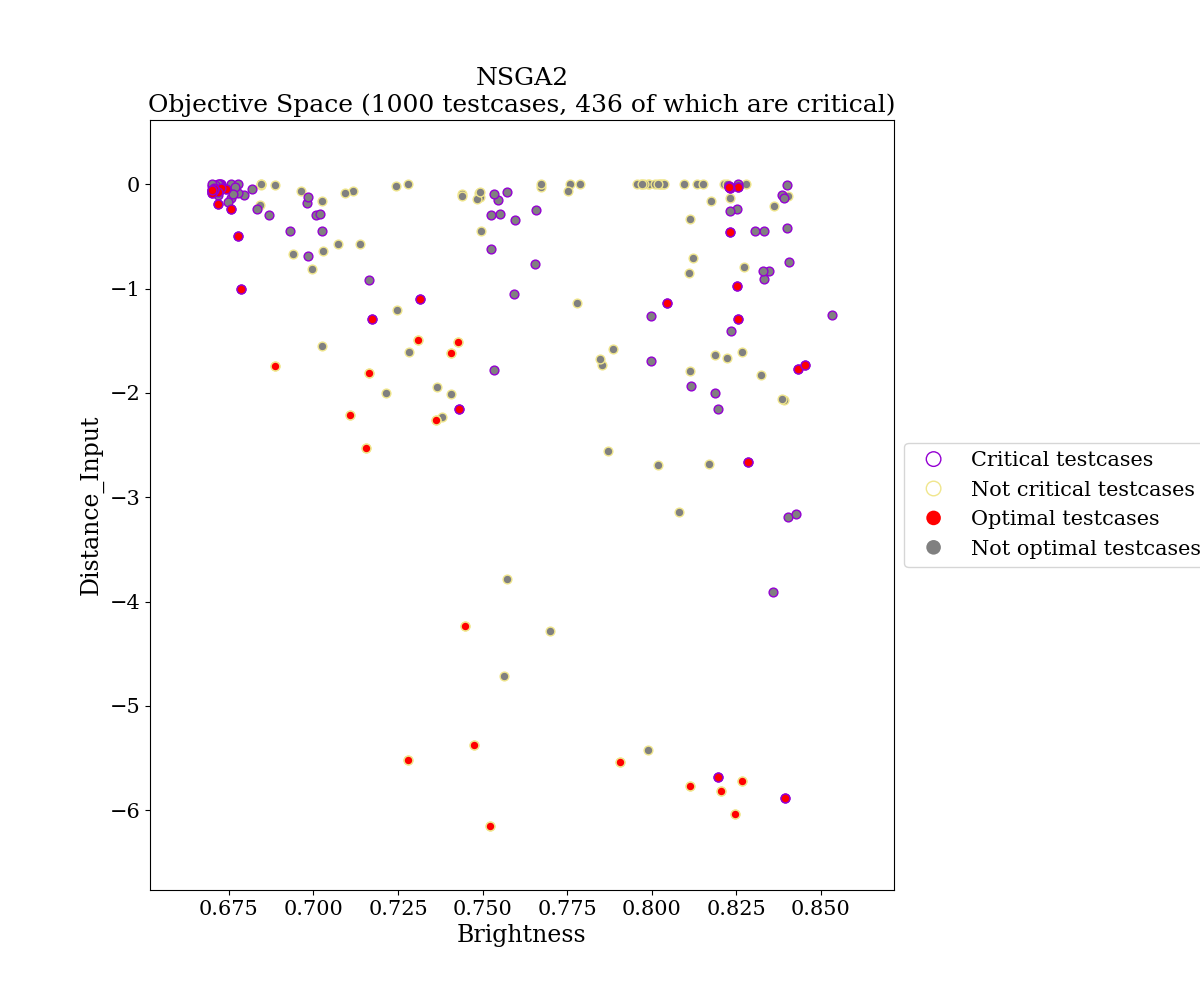 NSGA2
Objective Space (1000 testcases, 436 of which are critical)
0
−1
−2
−3
−4
−5
−6
Distance_Input
0.675 0.700 0.725 0.750 0.775 0.800 0.825 0.850
Brightness
Critical testcases
Not critical testcases
Optimal testcases
Not optimal testcases